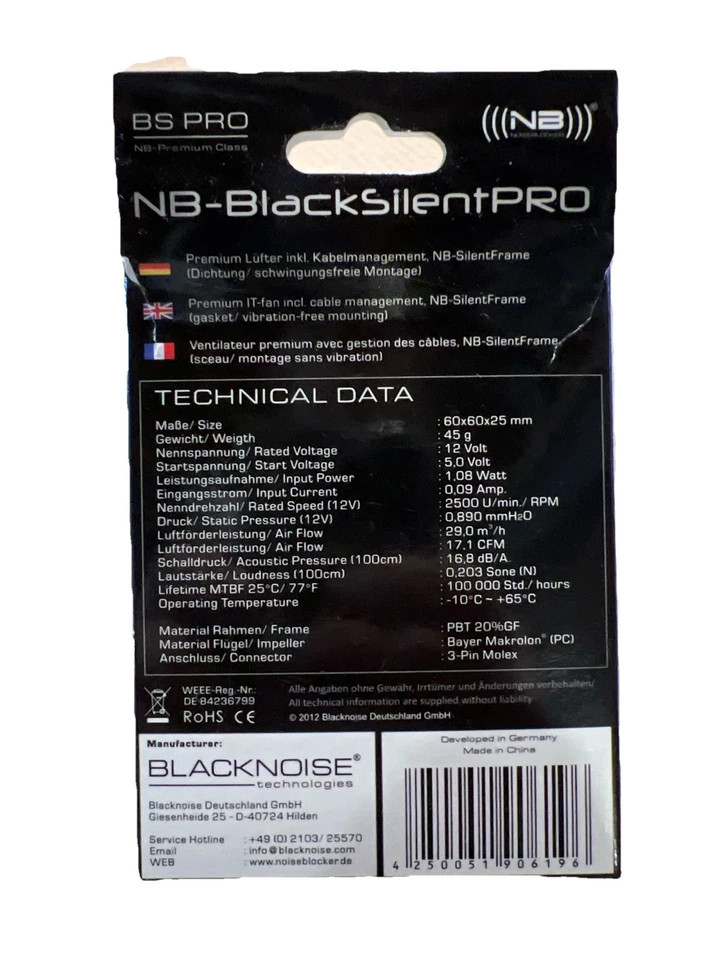 BS PRO
NB-Premium Class
(((NB)))®
NB-BlackSilentPRO
Premium Lüfter inkl. Kabelmanagement, NB-SilentFrame
(Dichtung/ schwingungsfreie Montage)
Premium IT-fan incl. cable management, NB-SilentFrame
(gasket/ vibration-free mounting)
Ventilateur premium avec gestion des câbles, NB-SilentFrame
(sceau/ montage sans vibration)
TECHNICAL DATA
Maße/ Size : 60x60x25 mm
Gewicht/ Weigth : 45 g
Nennspannung/ Rated Voltage : 12 Volt
Startspannung/ Start Voltage : 5,0 Volt
Leistungsaufnahme/ Input Power : 1,08 Watt
Eingangsstrom/ Input Current : 0,09 Amp.
Nenndrehzahl/ Rated Speed (12V) : 2500 U/min./ RPM
Druck/ Static Pressure (12V) : 0,890 mmH2O
Luftförderleistung/ Air Flow : 29,0 m³/h
Luftförderleistung/ Air Flow : 17,1 CFM
Schalldruck/ Acoustic Pressure (100cm) : 16,8 dB/A
Lautstärke/ Loudness (100cm) : 0,203 Sone (N)
Lifetime MTBF 25°C/ 77°F : 100 000 Std./ hours
Operating Temperature : -10°C ~ +65°C
Material Rahmen/ Frame : PBT 20%GF
Material Flügel/ Impeller : Bayer Makrolon® (PC)
Anschluss/ Connector : 3-Pin Molex
WEEE-Reg.-Nr.:
DE 84236799
RoHS CE
Alle Angaben ohne Gewähr, Irrtümer und Änderungen vorbehalten/
All technical information are supplied without liability
© 2012 Blacknoise Deutschland GmbH
Manufacturer:
BLACKNOISE®
technologies
Blacknoise Deutschland GmbH
Giesenheide 25 - D-40724 Hilden
Service Hotline : +49 (0) 2103/ 25570
Email : info@blacknoise.com
WEB : www.noiseblocker.de
Developed in Germany
Made in China
4 250051 906196